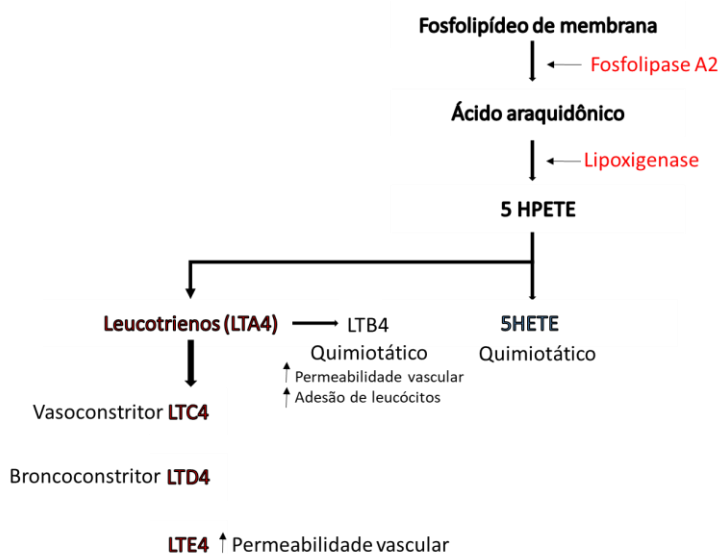 Fosfolipídeo de membrana
Fosfolipase A2
Ácido araquidônico
Lipoxigenase
5 HPETE
Leucotrienos (LTA4)
LTB4
Quimiotático
Permeabilidade vascular
Adesão de leucócitos
5HETE
Quimiotático
Vasoconstritor LTC4
Broncoconstritor LTD4
LTE4 ↑ Permeabilidade vascular